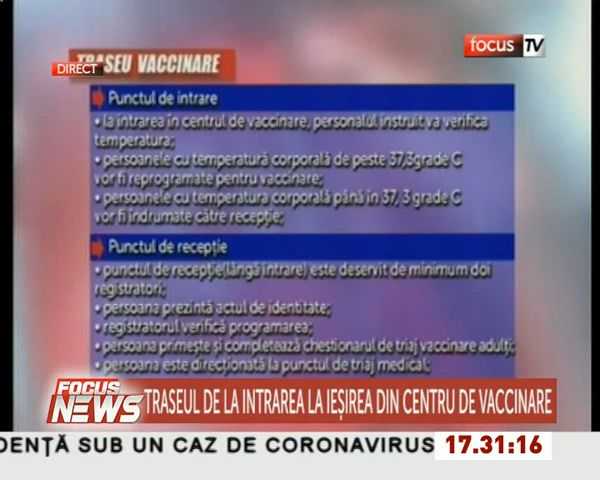 focus TV
TRASEU VACCINARE
DIRECT
Punctul de intrare
• la intrarea în centrul de vaccinare, personalul instruit va verifica
temperatura;
• persoanele cu temperatură corporală de peste 37,3grade C
vor fi reprogramate pentru vaccinare;
• persoanele cu temperatură corporală până în 37, 3 grade C
vor fi îndrumate către recepție;
Punctul de recepție
• punctul de recepție(lângă intrare) este deservit de minimum doi
registratori;
• persoana prezintă actul de identitate;
• registratorul verifică programarea;
• persoana primește și completează chestionarul de triaj vaccinare adulți;
• persoana este direcționată la punctul de triaj medical;
FOCUS
NEWS
TRASEUL DE LA INTRAREA LA IEȘIREA DIN CENTRU DE VACCINARE
DENȚĂ SUB UN CAZ DE CORONAVIRUS
17.31:16